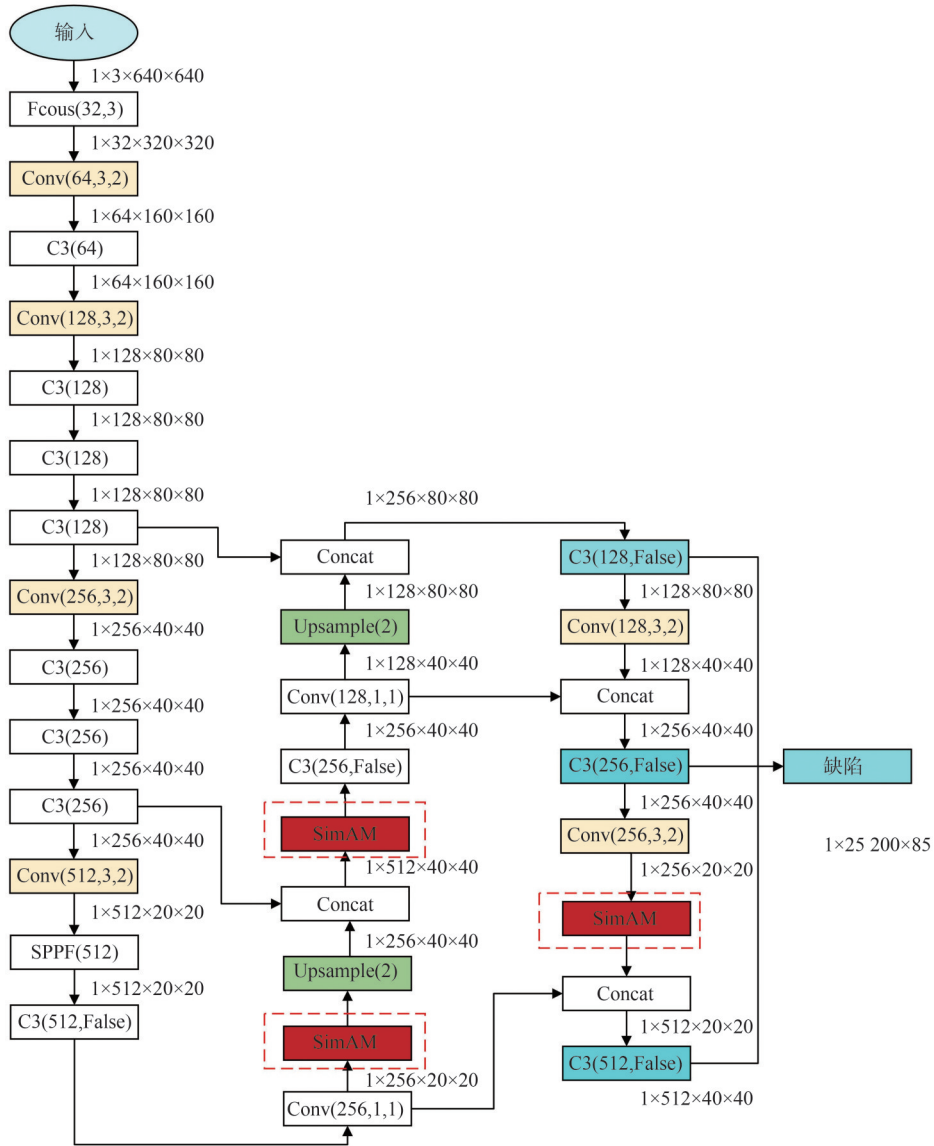 输入
1×3×640×640
Fcous(32,3)
1×32×320×320
Conv(64,3,2)
1×64×160×160
C3(64)
1×64×160×160
Conv(128,3,2)
1×128×80×80
C3(128)
1×128×80×80
C3(128)
1×128×80×80
C3(128)
1×128×80×80
Conv(256,3,2)
1×256×40×40
C3(256)
1×256×40×40
C3(256)
1×256×40×40
C3(256)
1×256×40×40
Conv(512,3,2)
1×512×20×20
SPPF(512)
1×512×20×20
C3(512,False)
1×256×80×80
Concat
1×128×80×80
Upsample(2)
1×128×40×40
Conv(128,1,1)
1×256×40×40
C3(256,False)
SimAM
1×512×40×40
Concat
1×256×40×40
Upsample(2)
SimAM
1×256×20×20
Conv(256,1,1)
C3(128,False)
1×128×80×80
Conv(128,3,2)
1×128×40×40
Concat
1×256×40×40
C3(256,False)
1×256×40×40
Conv(256,3,2)
1×256×20×20
SimAM
Concat
1×512×20×20
C3(512,False)
1×512×40×40
缺陷
1×25 200×85